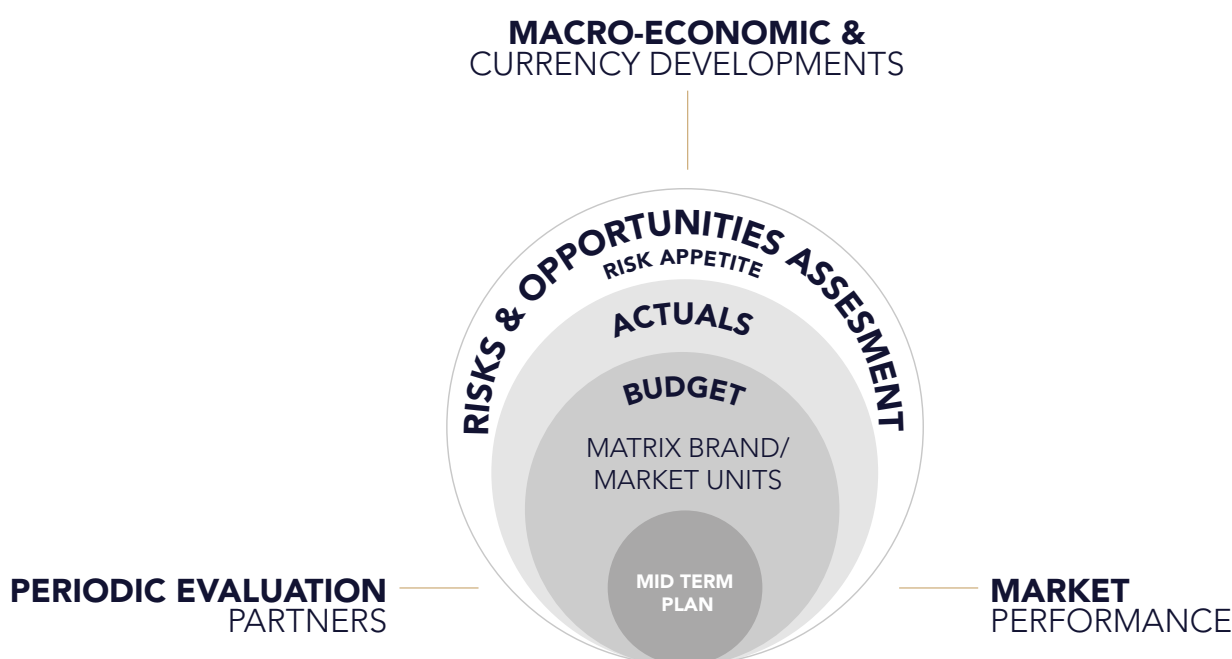 MACRO-ECONOMIC &
CURRENCY DEVELOPMENTS
RISKS & OPPORTUNITIES ASSESMENT
RISK APPETITE
ACTUALS
BUDGET
MATRIX BRAND/
MARKET UNITS
MID TERM
PLAN
PERIODIC EVALUATION
PARTNERS
MARKET
PERFORMANCE